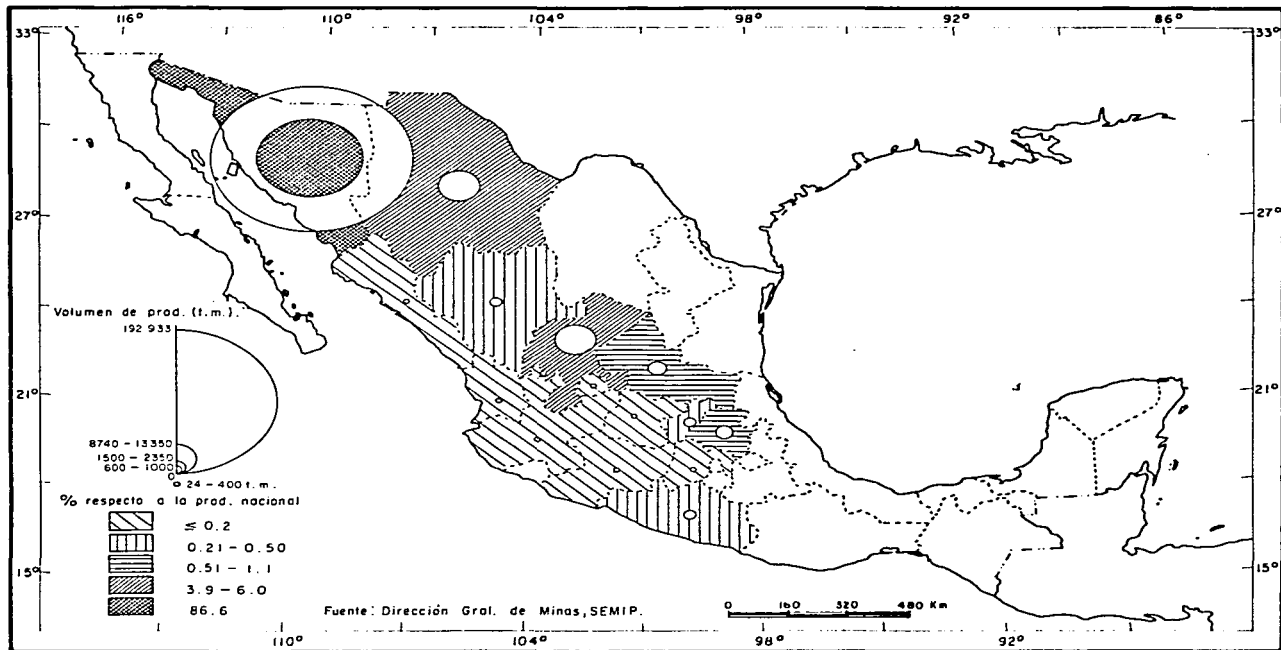 116° 110° 104° 98° 92° 86°
33° 33°
27° 27°
21° 21°
15° 15°
Volumen de prod. (t.m.).
192 933
8740 - 13350
1500 - 2350
600 - 1000
0
24 - 400 t.m.
% respecto a la prod. nacional
≤ 0.2
0.21 - 0.50
0.51 - 1.1
3.9 - 6.0
86.6
Fuente: Dirección Gral. de Minas, SEMIP.
0 160 320 480 Km
110° 104° 98° 92°